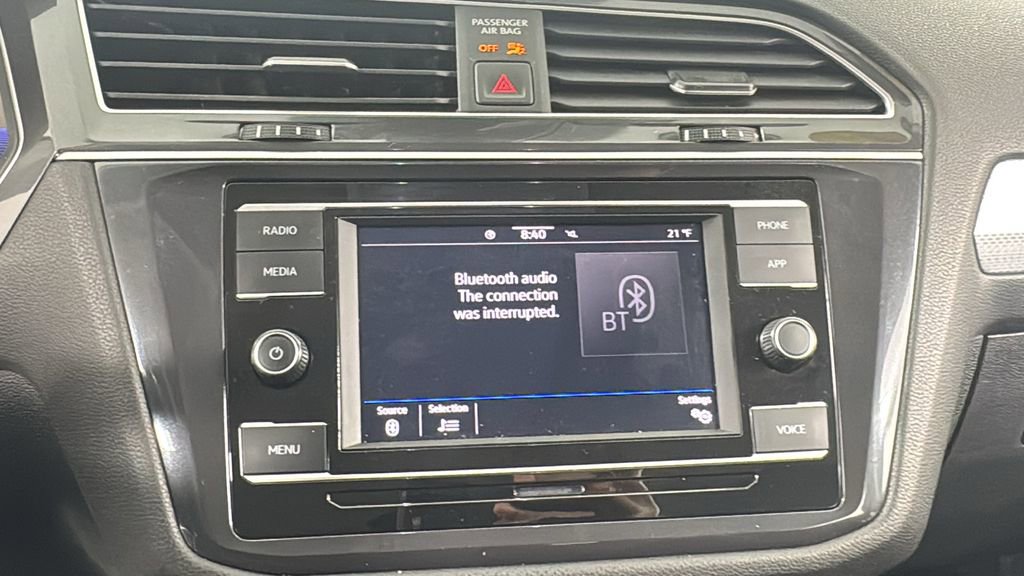 PASSENGER
AIR BAG
OFF
RADIO
PHONE
8:40
21 °F
MEDIA
APP
Bluetooth audio
The connection
was interrupted.
BT
Source
Selection
Settings
MENU
VOICE